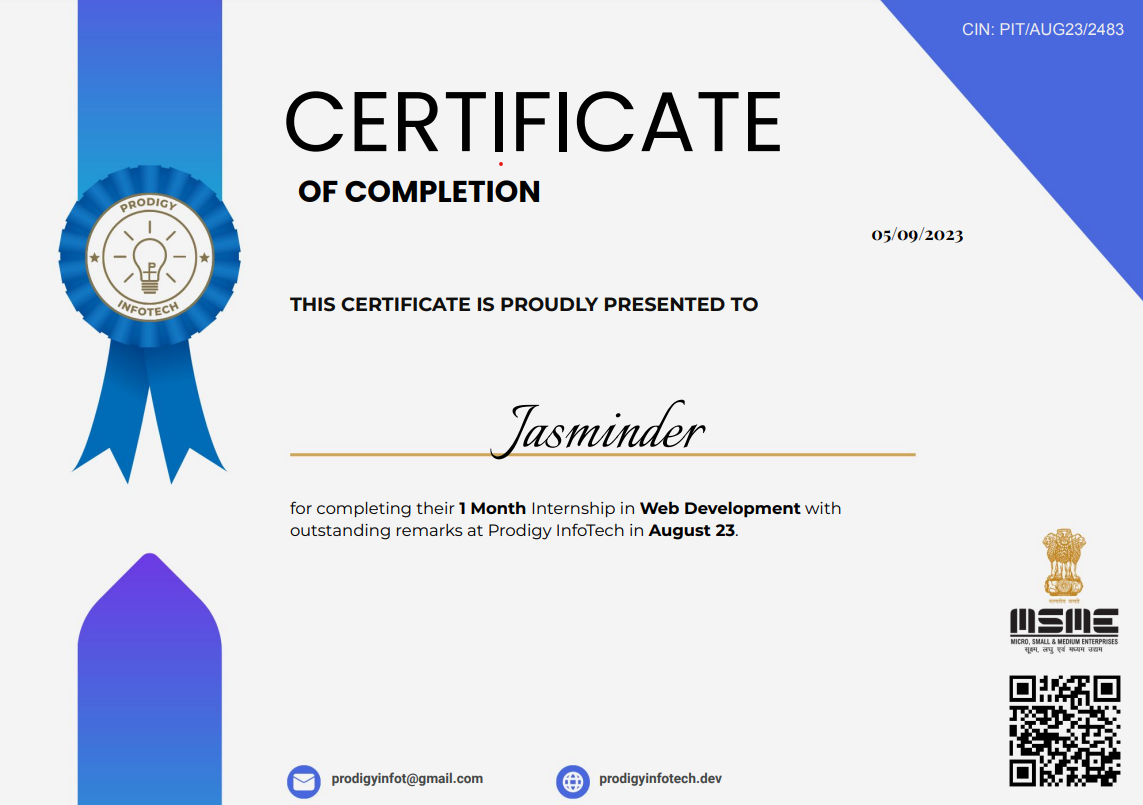 CIN: PIT/AUG23/2483
CERTIFICATE
OF COMPLETION
PRODIGY
INFOTECH
05/09/2023
THIS CERTIFICATE IS PROUDLY PRESENTED TO
Jasminder
for completing their 1 Month Internship in Web Development with
outstanding remarks at Prodigy InfoTech in August 23.
सत्यमेव जयते
MSME
MICRO, SMALL & MEDIUM ENTERPRISES
सूक्ष्म, लघु एवं मध्यम उद्यम
prodigyinfot@gmail.com
prodigyinfotech.dev